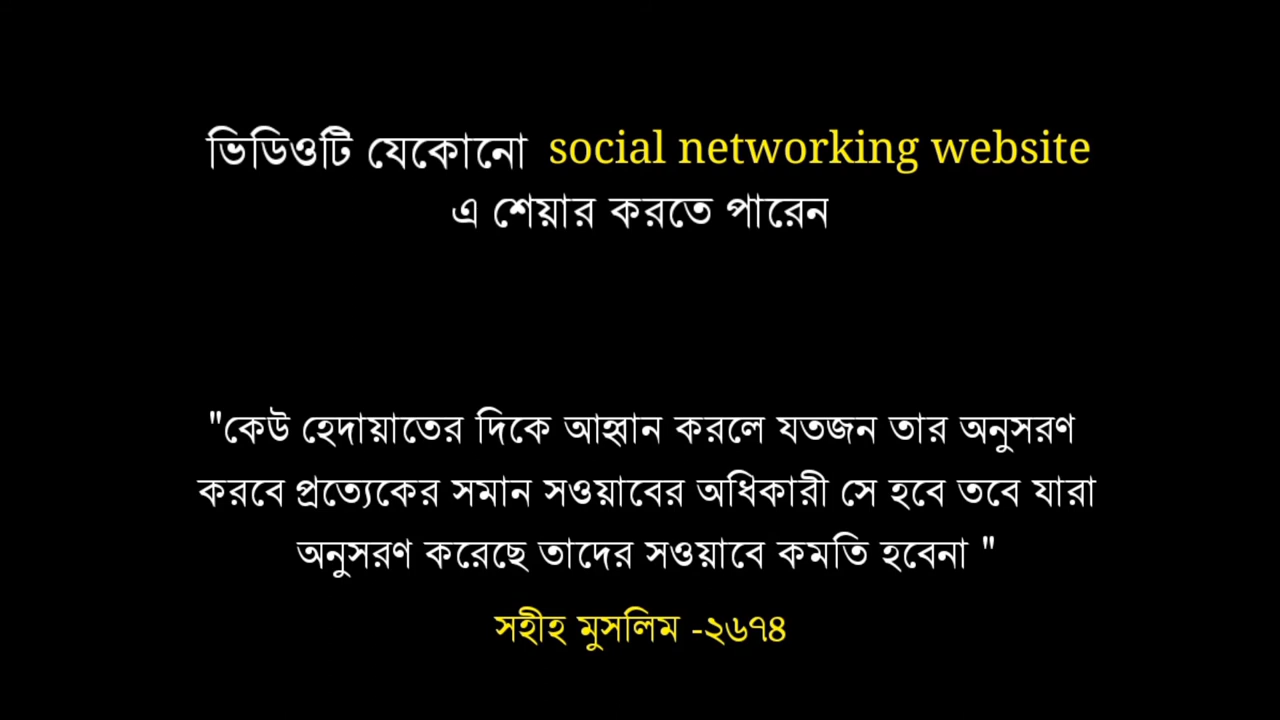 ভিডিওটি যেকোনো social networking website
এ শেয়ার করতে পারেন
"কেউ হেদায়াতের দিকে আহ্বান করলে যতজন তার অনুসরণ
করবে প্রত্যেকের সমান সওয়াবের অধিকারী সে হবে তবে যারা
অনুসরণ করেছে তাদের সওয়াবে কমতি হবেনা "
সহীহ মুসলিম -২৬৭৪